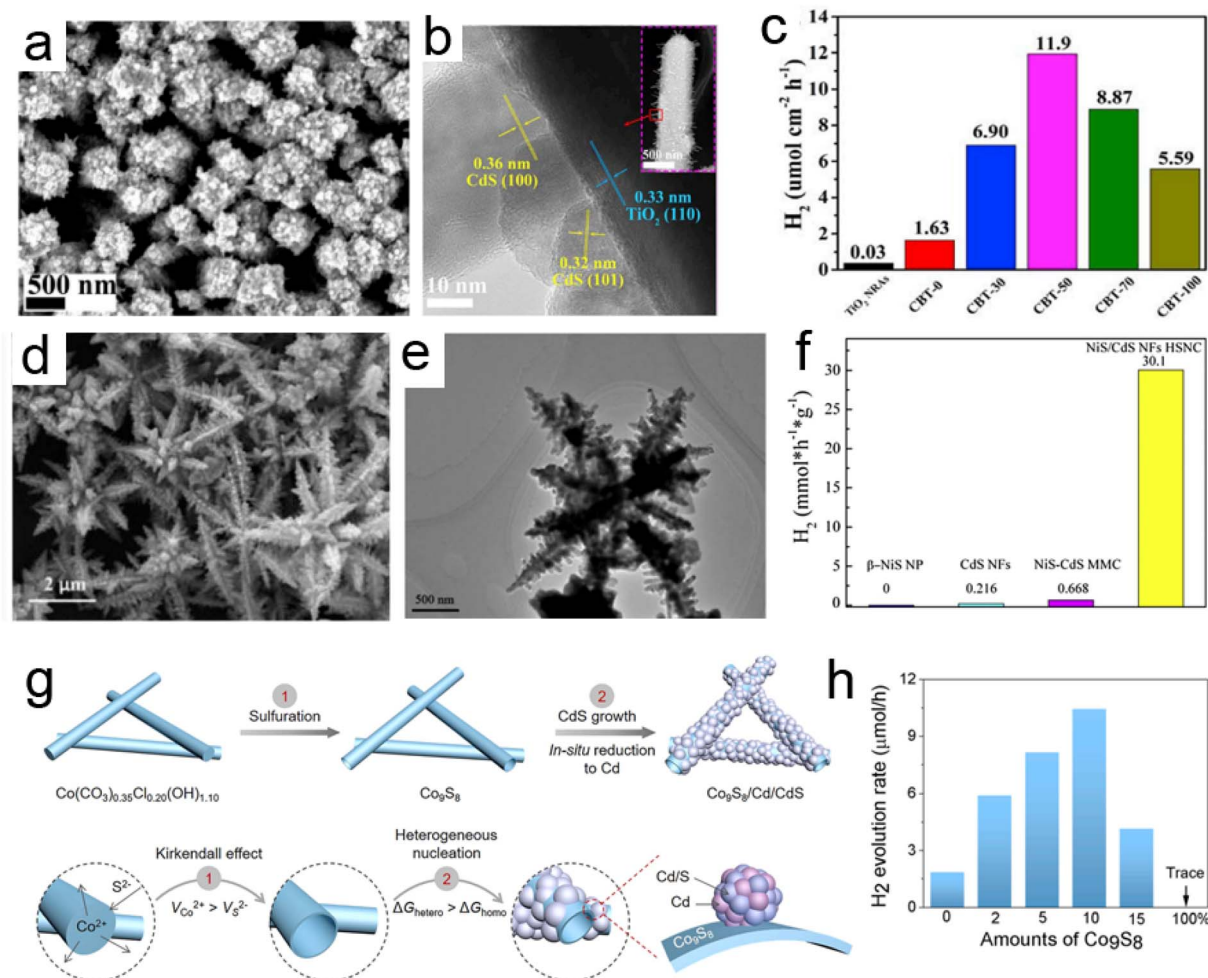 a
500 nm
b
0.36 nm
CdS (100)
0.33 nm
TiO₂ (110)
0.32 nm
CdS (101)
10 nm
500 nm
c
H₂ (umol cm⁻² h⁻¹)
14
12
10
8
6
4
2
0
0.03
1.63
6.90
11.9
8.87
5.59
TiO₂ NRAs
CBT-0
CBT-30
CBT-50
CBT-70
CBT-100
d
2 μm
e
500 nm
f
H₂ (mmol*h⁻¹*g⁻¹)
30
25
20
15
10
5
0
β–NiS NP
0
CdS NFs
0.216
NiS-CdS MMC
0.668
NiS/CdS NFs HSNC
30.1
g
1
Sulfuration
2
CdS growth
In-situ reduction
to Cd
Co(CO₃)₀.₃₅Cl₀.₂₀(OH)₁.₁₀
Co₉S₈
Co₉S₈/Cd/CdS
Kirkendall effect
1
V_Co²⁺ > V_S²⁻
S²⁻
Co²⁺
Heterogeneous
nucleation
2
ΔG_hetero > ΔG_homo
Cd/S
Cd
Co₉S₈
h
H2 evolution rate (μmol/h)
12
9
6
3
0
Trace
0 2 5 10 15 100%
Amounts of Co₉S₈